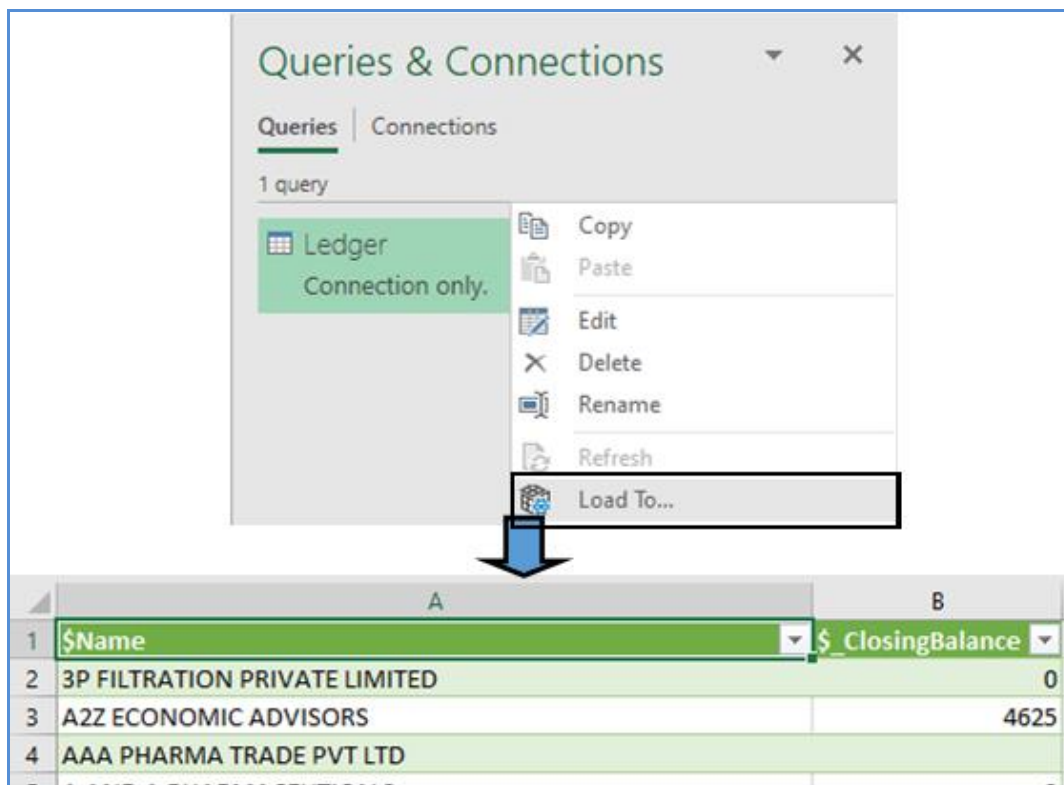 Queries & Connections
Queries | Connections
1 query
Ledger
Connection only.
Copy
Paste
Edit
Delete
Rename
Refresh
Load To...
A B
1 $Name $_ClosingBalance
2 3P FILTRATION PRIVATE LIMITED 0
3 A2Z ECONOMIC ADVISORS 4625
4 AAA PHARMA TRADE PVT LTD